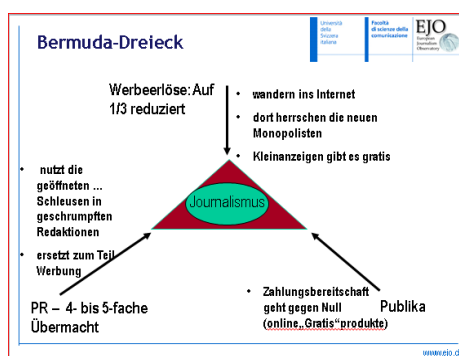 Bermuda-Dreieck
Università
della
Svizzera
italiana
Facoltà
di scienze della
comunicazione
EJO
European
Journalism
Observatory
Werbeerlöse: Auf
1/3 reduziert
• wandern ins Internet
• dort herrschen die neuen
Monopolisten
• Kleinanzeigen gibt es gratis
• nutzt die
geöffneten ...
Schleusen in
geschrumpften
Redaktionen
• ersetzt zum Teil
Werbung
Journalismus
PR – 4- bis 5-fache
Übermacht
• Zahlungsbereitschaft
geht gegen Null
(online„Gratis"produkte)
Publika
www.ejo.c